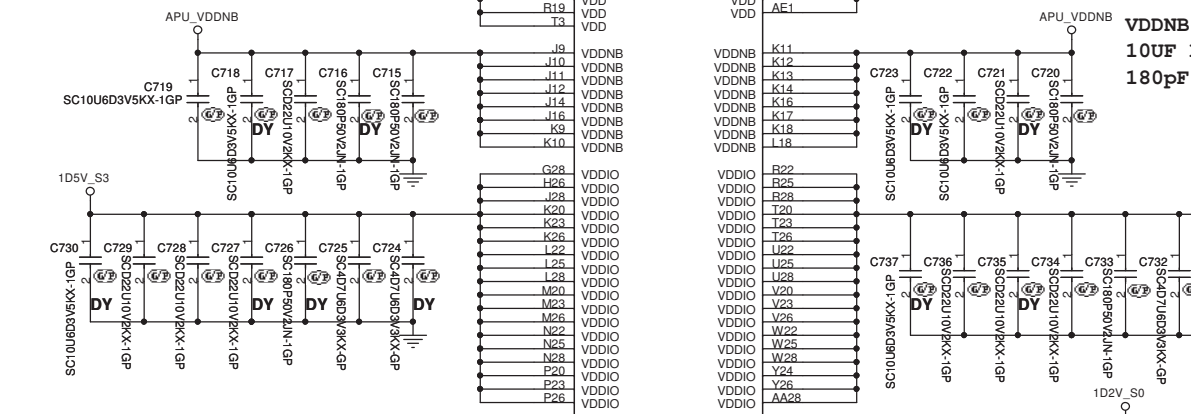 R19 VDD
T3 VDD
VDD AE1
APU_VDDNB
J9 VDDNB
J10 VDDNB
J11 VDDNB
J12 VDDNB
J14 VDDNB
J16 VDDNB
K9 VDDNB
K10 VDDNB
C719
SC10U6D3V5KX-1GP
C718
SC10U6D3V5KX-1GP
DY
C717
SCD22U10V2KX-1GP
C716
SC180P50V2JN-1GP
DY
C715
SC180P50V2JN-1GP
APU_VDDNB
VDDNB
10UF
180pF
VDDNB K11
VDDNB K12
VDDNB K13
VDDNB K14
VDDNB K16
VDDNB K17
VDDNB K18
VDDNB L18
C723
SC10U6D3V5KX-1GP
DY
C722
SC10U6D3V5KX-1GP
C721
SCD22U10V2KX-1GP
DY
C720
SC180P50V2JN-1GP
1D5V_S3
G28 VDDIO
H26 VDDIO
J28 VDDIO
K20 VDDIO
K23 VDDIO
K26 VDDIO
L22 VDDIO
L25 VDDIO
L28 VDDIO
M20 VDDIO
M23 VDDIO
M26 VDDIO
N22 VDDIO
N25 VDDIO
N28 VDDIO
P20 VDDIO
P23 VDDIO
P26 VDDIO
C730
SC10U6D3V5KX-1GP
DY
C729
SCD22U10V2KX-1GP
C728
SCD22U10V2KX-1GP
C727
SCD22U10V2KX-1GP
DY
C726
SC180P50V2JN-1GP
DY
C725
SC4D7U6D3V3KX-GP
C724
SC4D7U6D3V3KX-GP
DY
VDDIO R22
VDDIO R25
VDDIO R28
VDDIO T20
VDDIO T23
VDDIO T26
VDDIO U22
VDDIO U25
VDDIO U28
VDDIO V20
VDDIO V23
VDDIO V26
VDDIO W22
VDDIO W25
VDDIO W28
VDDIO Y24
VDDIO Y26
VDDIO AA28
C737
SC10U6D3V5KX-1GP
DY
C736
SCD22U10V2KX-1GP
C735
SCD22U10V2KX-1GP
DY
C734
SCD22U10V2KX-1GP
C733
SC180P50V2JN-1GP
C732
SC4D7U6D3V3KX-GP
1D2V_S0